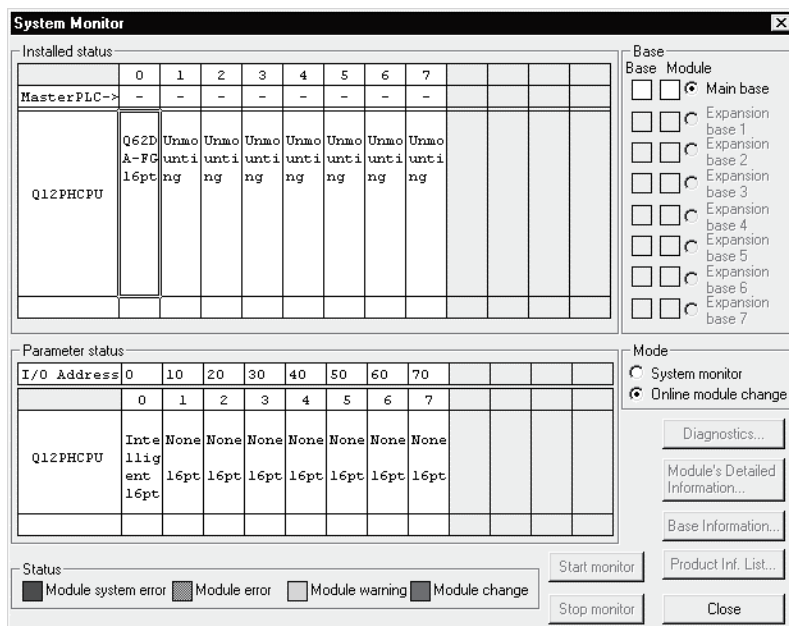 System Monitor
Installed status
0 1 2 3 4 5 6 7
MasterPLC-> - - - - - - - -
Q12PHCPU
Q62D Unmo Unmo Unmo Unmo Unmo Unmo Unmo
A-FG unti unti unti unti unti unti unti
16pt ng ng ng ng ng ng ng
Base
Base Module
Main base
Expansion
base 1
Expansion
base 2
Expansion
base 3
Expansion
base 4
Expansion
base 5
Expansion
base 6
Expansion
base 7
Parameter status
I/O Address 0 10 20 30 40 50 60 70
0 1 2 3 4 5 6 7
Q12PHCPU
Inte None None None None None None None
llig
ent 16pt 16pt 16pt 16pt 16pt 16pt 16pt
16pt
Mode
System monitor
Online module change
Diagnostics...
Module's Detailed
Information...
Base Information...
Product Inf. List...
Status
Module system error Module error Module warning Module change
Start monitor
Stop monitor
Close